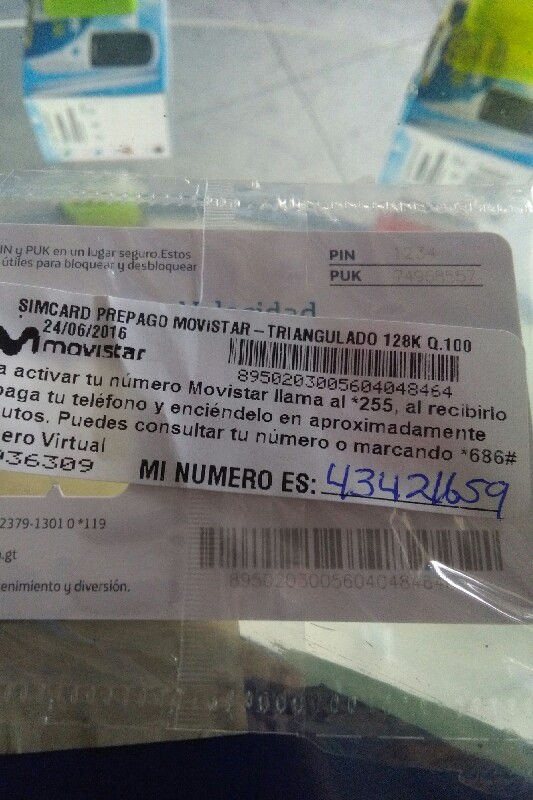 IN y PUK en un lugar seguro.Estos
útiles para bloquear y desbloquear
PIN 1234
PUK 74968557
SIMCARD PREPAGO MOVISTAR-TRIANGULADO 128K Q.100
24/06/2016
movistar
8950203005604048464
a activar tu número Movistar llama al *255, al recibirlo
paga tu teléfono y enciéndelo en aproximadamente
utos. Puedes consultar tu número o marcando *686#
ero Virtual
936309
MI NUMERO ES: 43421659
2379-1301 0 *119
.gt
tenimiento y diversión.